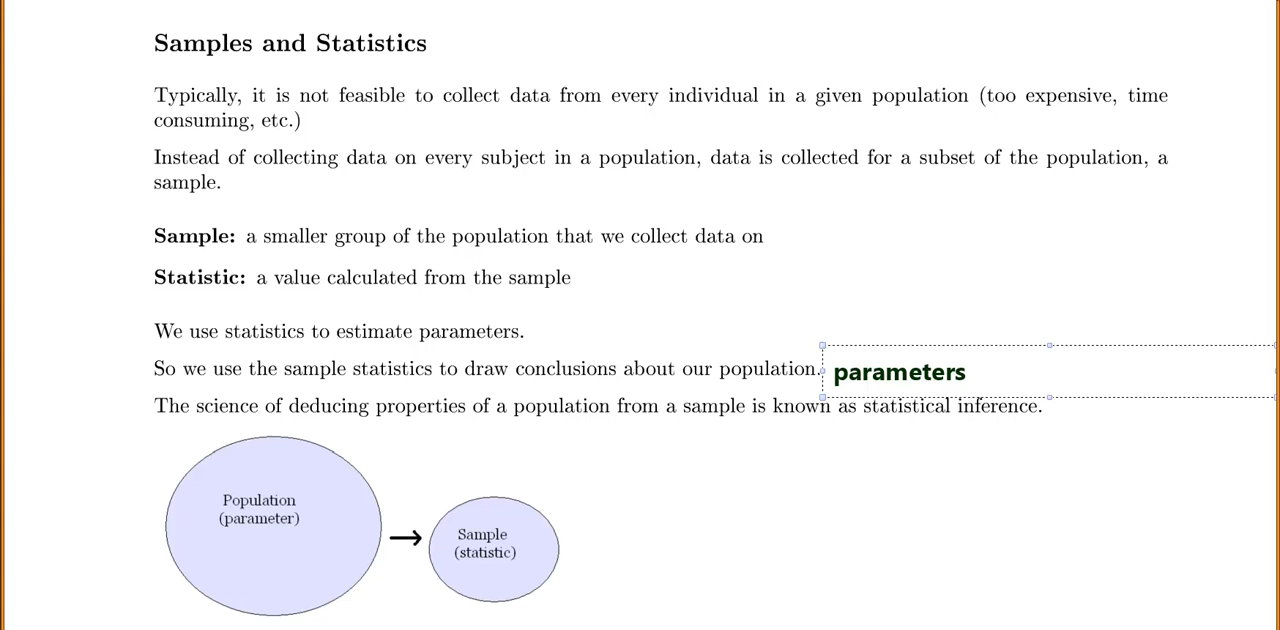 Samples and Statistics
Typically, it is not feasible to collect data from every individual in a given population (too expensive, time
consuming, etc.)
Instead of collecting data on every subject in a population, data is collected for a subset of the population, a
sample.
Sample: a smaller group of the population that we collect data on
Statistic: a value calculated from the sample
We use statistics to estimate parameters.
So we use the sample statistics to draw conclusions about our population. parameters
The science of deducing properties of a population from a sample is known as statistical inference.
Population
(parameter)
Sample
(statistic)